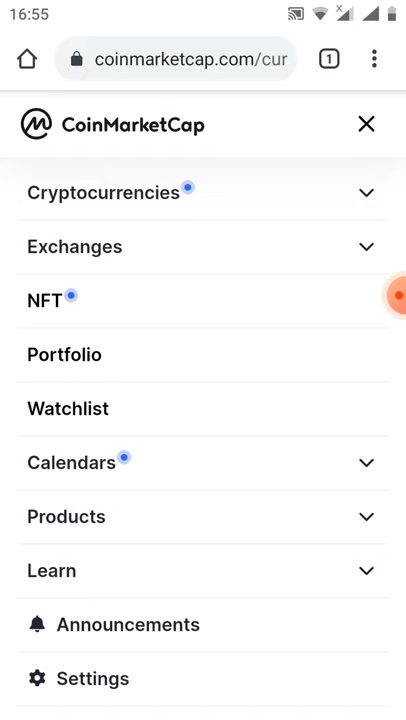 16:55
coinmarketcap.com/cur
1
CoinMarketCap
Cryptocurrencies
Exchanges
NFT
Portfolio
Watchlist
Calendars
Products
Learn
Announcements
Settings